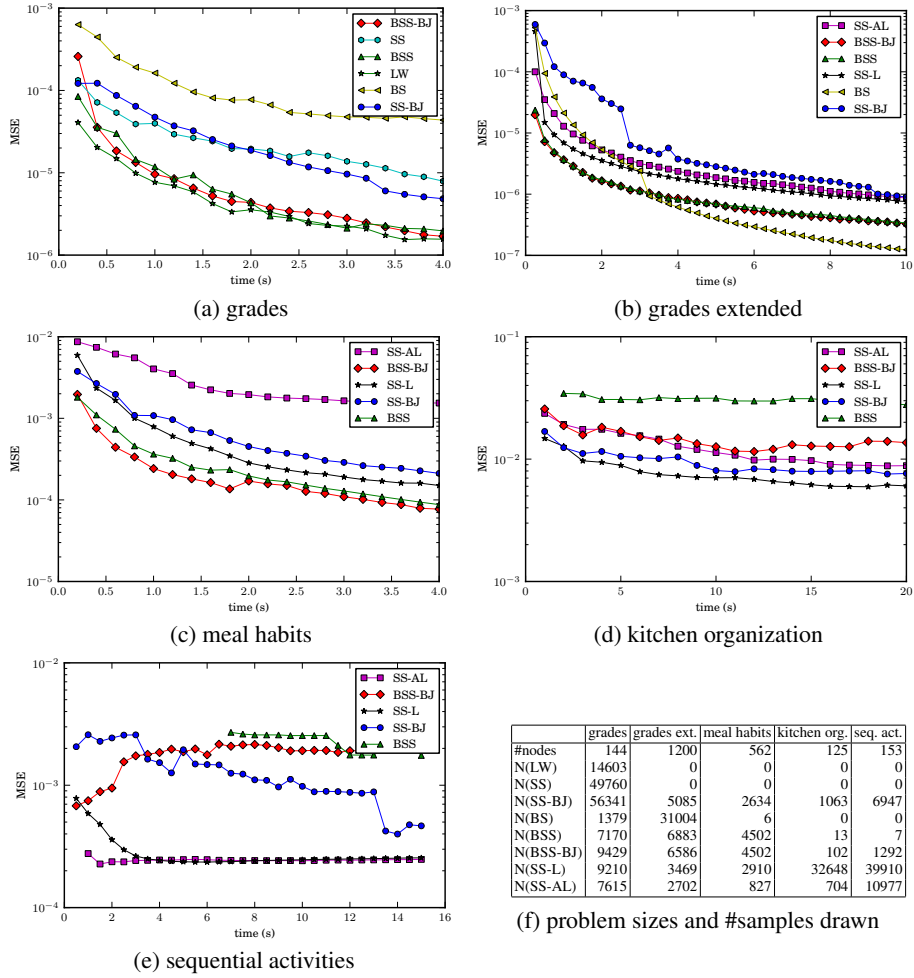 10⁻³
10⁻⁴
10⁻⁵
10⁻⁶
MSE
0.0 0.5 1.0 1.5 2.0 2.5 3.0 3.5 4.0
time (s)
BSS-BJ
SS
BSS
LW
BS
SS-BJ
(a) grades
10⁻³
10⁻⁴
10⁻⁵
10⁻⁶
10⁻⁷
MSE
0 2 4 6 8 10
time (s)
SS-AL
BSS-BJ
BSS
SS-L
BS
SS-BJ
(b) grades extended
10⁻²
10⁻³
10⁻⁴
10⁻⁵
MSE
0.0 0.5 1.0 1.5 2.0 2.5 3.0 3.5 4.0
time (s)
SS-AL
BSS-BJ
SS-L
SS-BJ
BSS
(c) meal habits
10⁻¹
10⁻²
10⁻³
MSE
0 5 10 15 20
time (s)
SS-AL
BSS-BJ
SS-L
SS-BJ
BSS
(d) kitchen organization
10⁻²
10⁻³
10⁻⁴
MSE
0 2 4 6 8 10 12 14 16
time (s)
SS-AL
BSS-BJ
SS-L
SS-BJ
BSS
(e) sequential activities
grades grades ext. meal habits kitchen org. seq. act.
#nodes 144 1200 562 125 153
N(LW) 14603 0 0 0 0
N(SS) 49760 0 0 0 0
N(SS-BJ) 56341 5085 2634 1063 6947
N(BS) 1379 31004 6 0 0
N(BSS) 7170 6883 4502 13 7
N(BSS-BJ) 9429 6586 4502 102 1292
N(SS-L) 9210 3469 2910 32648 39910
N(SS-AL) 7615 2702 827 704 10977
(f) problem sizes and #samples drawn